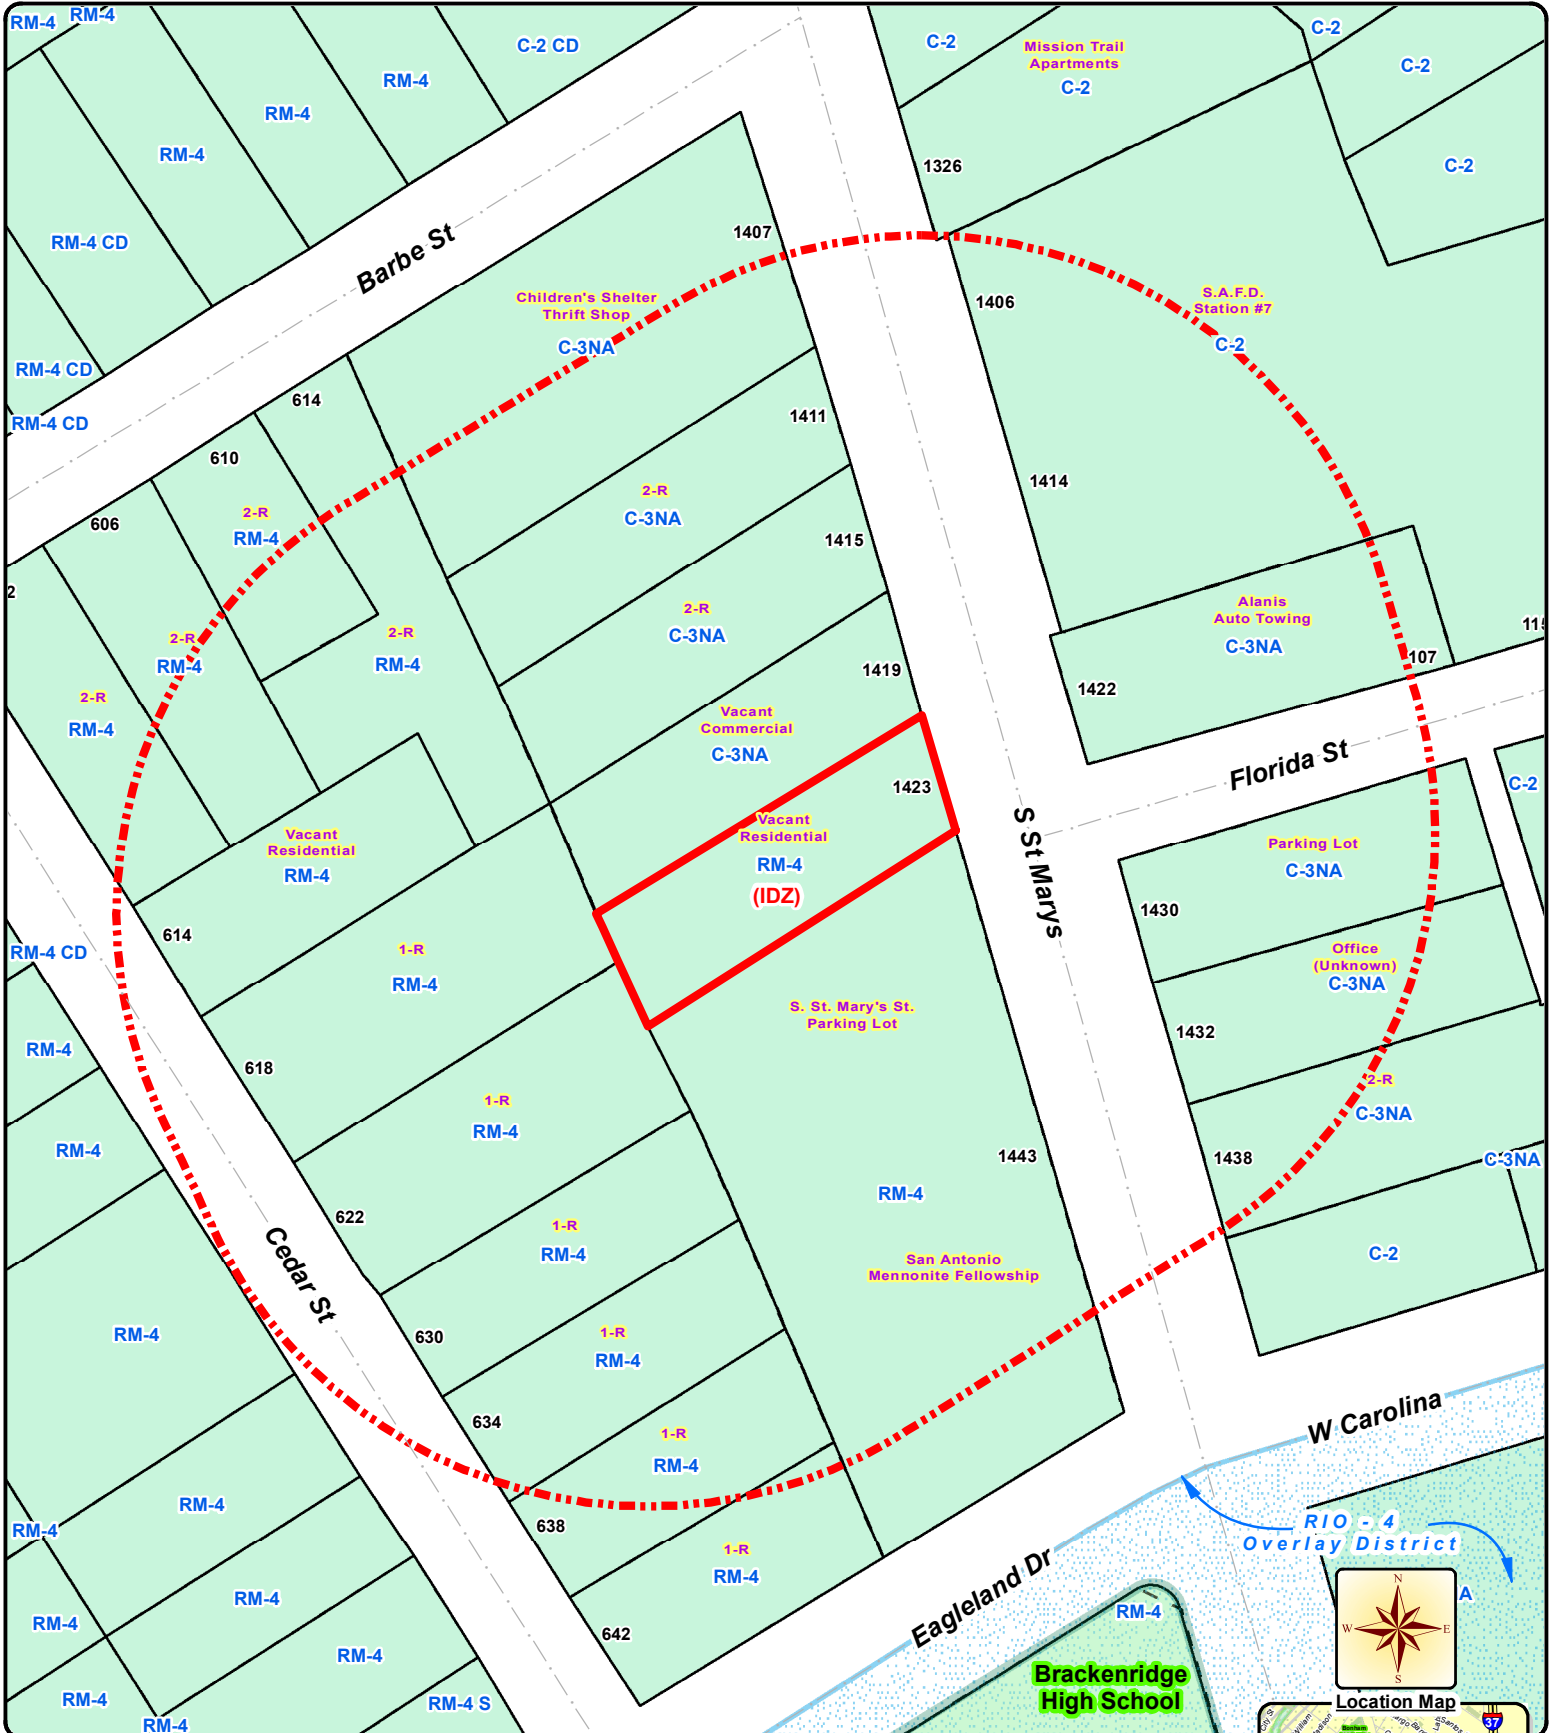 RM-4
RM-4
C-2 CD
RM-4
RM-4
RM-4
RM-4 CD
RM-4 CD
RM-4 CD
C-2
Mission Trail
Apartments
C-2
C-2
C-2
C-2
1326
Barbe St
1407
Children's Shelter
Thrift Shop
C-3NA
1406
S.A.F.D.
Station #7
C-2
614
610
606
2
1411
1414
2-R
C-3NA
2-R
RM-4
1415
2-R
C-3NA
2-R
RM-4
2-R
RM-4
2-R
RM-4
1419
Alanis
Auto Towing
C-3NA
107
1422
Vacant
Commercial
C-3NA
1423
Florida St
C-2
Vacant
Residential
RM-4
(IDZ)
Vacant
Residential
RM-4
S St Marys
Parking Lot
C-3NA
1430
614
RM-4 CD
1-R
RM-4
Office
(Unknown)
C-3NA
S. St. Mary's St.
Parking Lot
1432
RM-4
618
2-R
C-3NA
1-R
RM-4
RM-4
1443
1438
C-3NA
RM-4
622
1-R
RM-4
San Antonio
Mennonite Fellowship
C-2
Cedar St
RM-4
630
1-R
RM-4
634
1-R
RM-4
W Carolina
RM-4
RM-4
638
RIO - 4
Overlay District
1-R
RM-4
Eagleland Dr
A
RM-4
RM-4
RM-4
642
RM-4
Brackenridge
High School
N
W E
S
RM-4
RM-4
RM-4 S
Location Map
Bonham
37